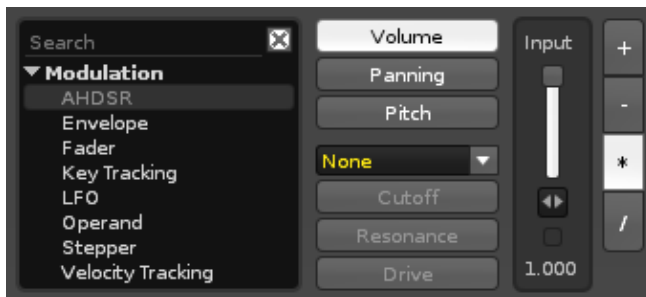 Search
Modulation
AHDSR
Envelope
Fader
Key Tracking
LFO
Operand
Stepper
Velocity Tracking
Volume
Panning
Pitch
None
Cutoff
Resonance
Drive
Input
1.000
+
-
*
/